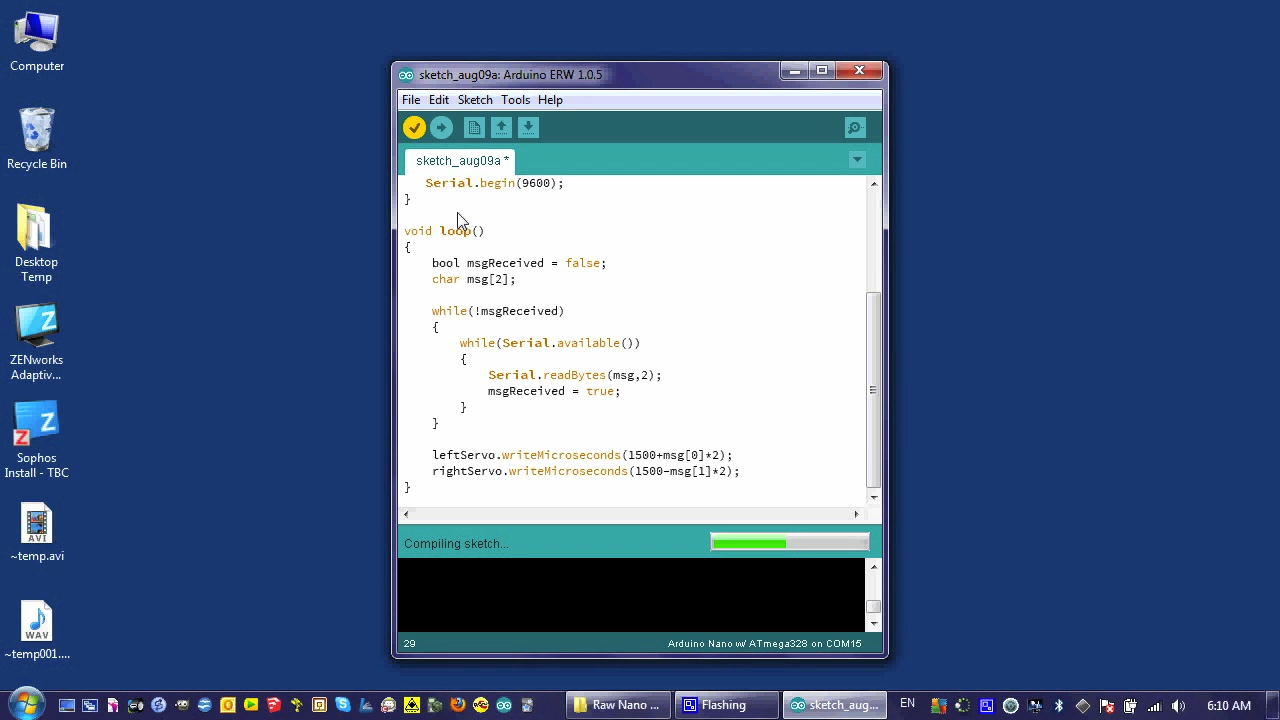 Computer
Recycle Bin
Desktop
Temp
ZENworks
Adaptiv...
Sophos
Install - TBC
AVI
~temp.avi
WAV
~temp001....
sketch_aug09a: Arduino ERW 1.0.5
File Edit Sketch Tools Help
sketch_aug09a *
Serial.begin(9600);
}
void loop()
{
bool msgReceived = false;
char msg[2];
while(!msgReceived)
{
while(Serial.available())
{
Serial.readBytes(msg,2);
msgReceived = true;
}
}
leftServo.writeMicroseconds(1500+msg[0]*2);
rightServo.writeMicroseconds(1500-msg[1]*2);
}
Compiling sketch...
29 Arduino Nano w/ ATmega328 on COM15
Raw Nano ... Flashing sketch_aug... EN 6:10 AM